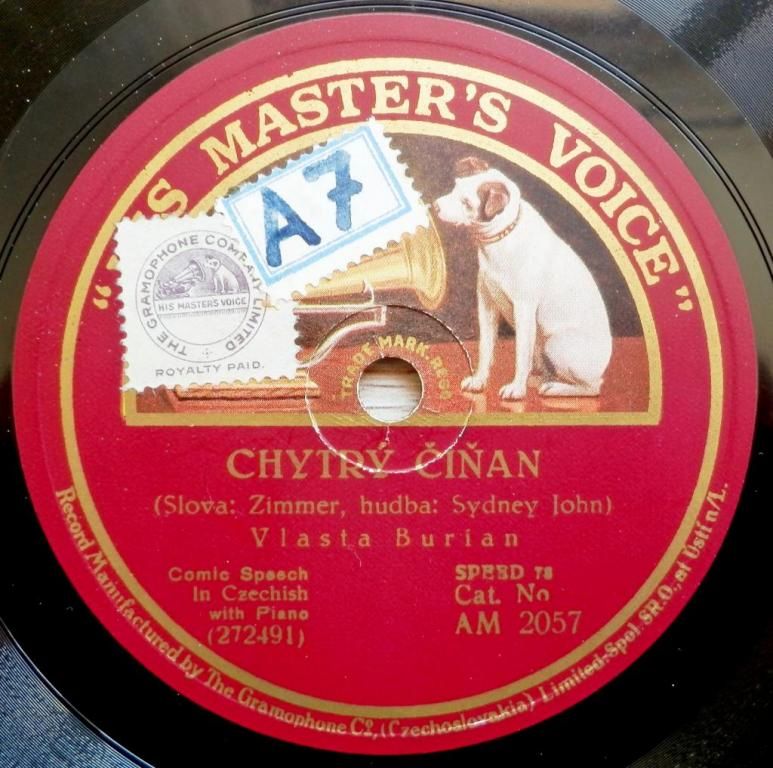 “HIS MASTER'S VOICE”
A7
THE GRAMOPHONE COMPANY LIMITED
HIS MASTER'S VOICE
ROYALTY PAID.
TRADE MARK. REGD
CHYTRÝ ČIŇAN
(Slova: Zimmer, hudba: Sydney John)
Vlasta Burian
Comic Speech
In Czechish
with Piano
(272491)
SPEED 78
Cat. No
AM 2057
Record Manufactured by The Gramophone Co., (Czechoslovakia) Limited. Spol. SR.O., at Ústí n/L.